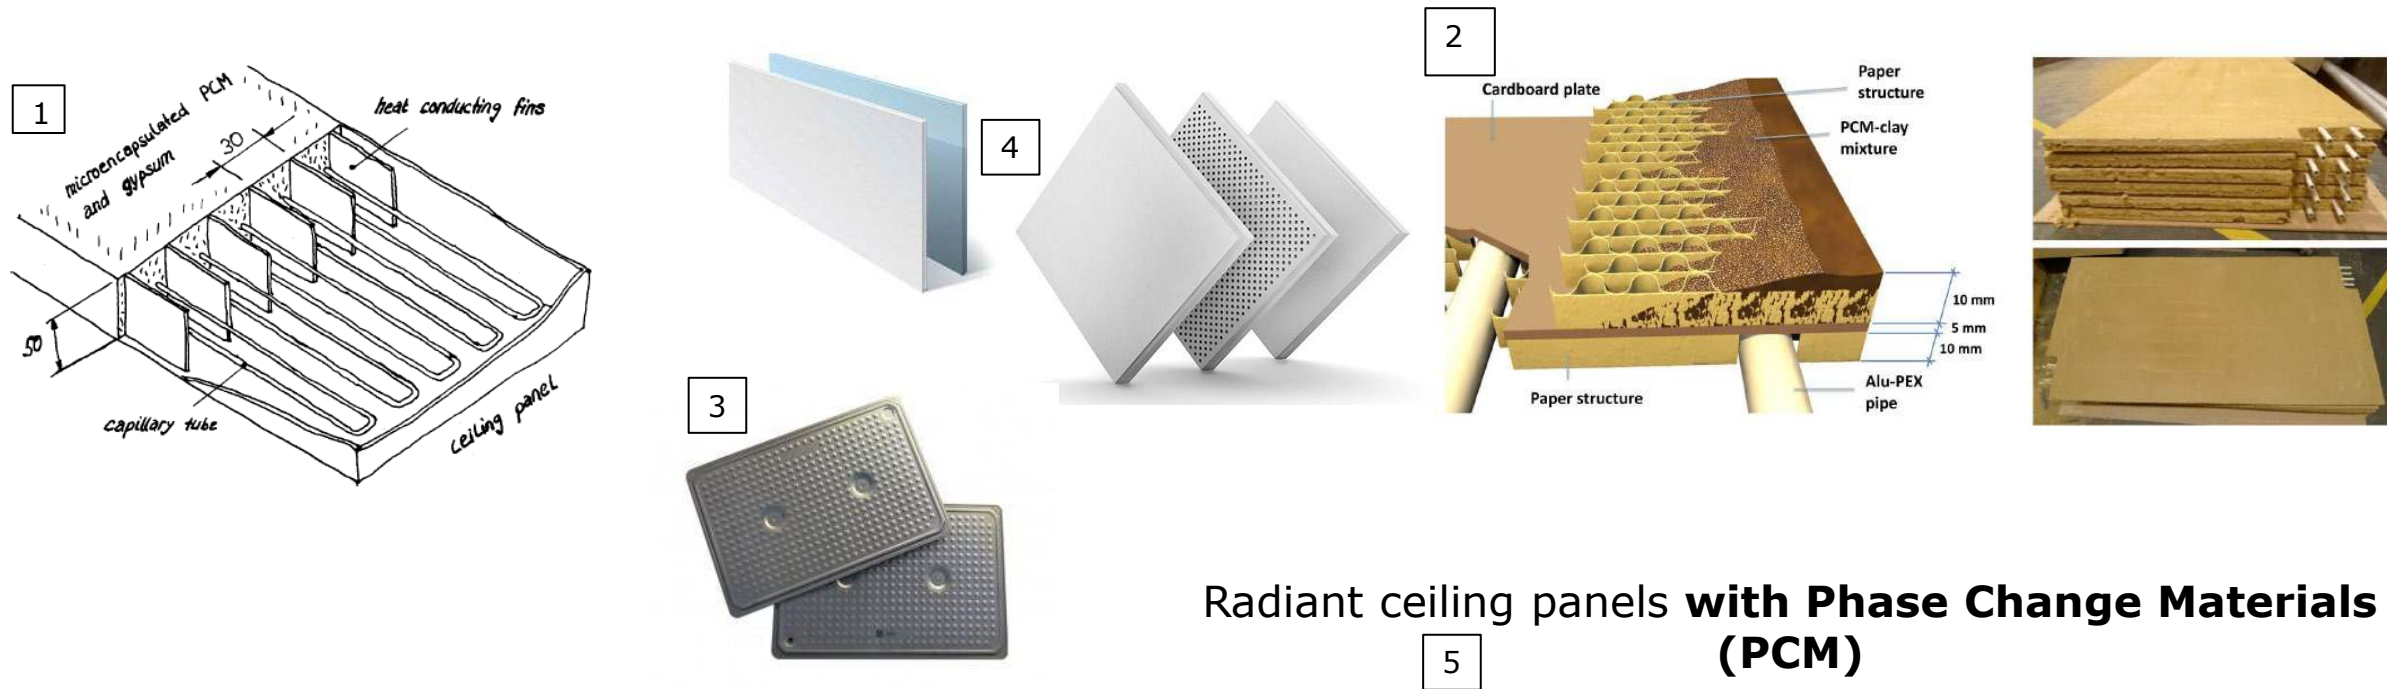 1
microencapsulated PCM
and gypsum
30
heat conducting fins
50
capillary tube
ceiling panel
4
3
2
Cardboard plate
Paper
structure
PCM-clay
mixture
10 mm
5 mm
10 mm
Alu-PEX
pipe
Paper structure
Radiant ceiling panels with Phase Change Materials
(PCM)
5